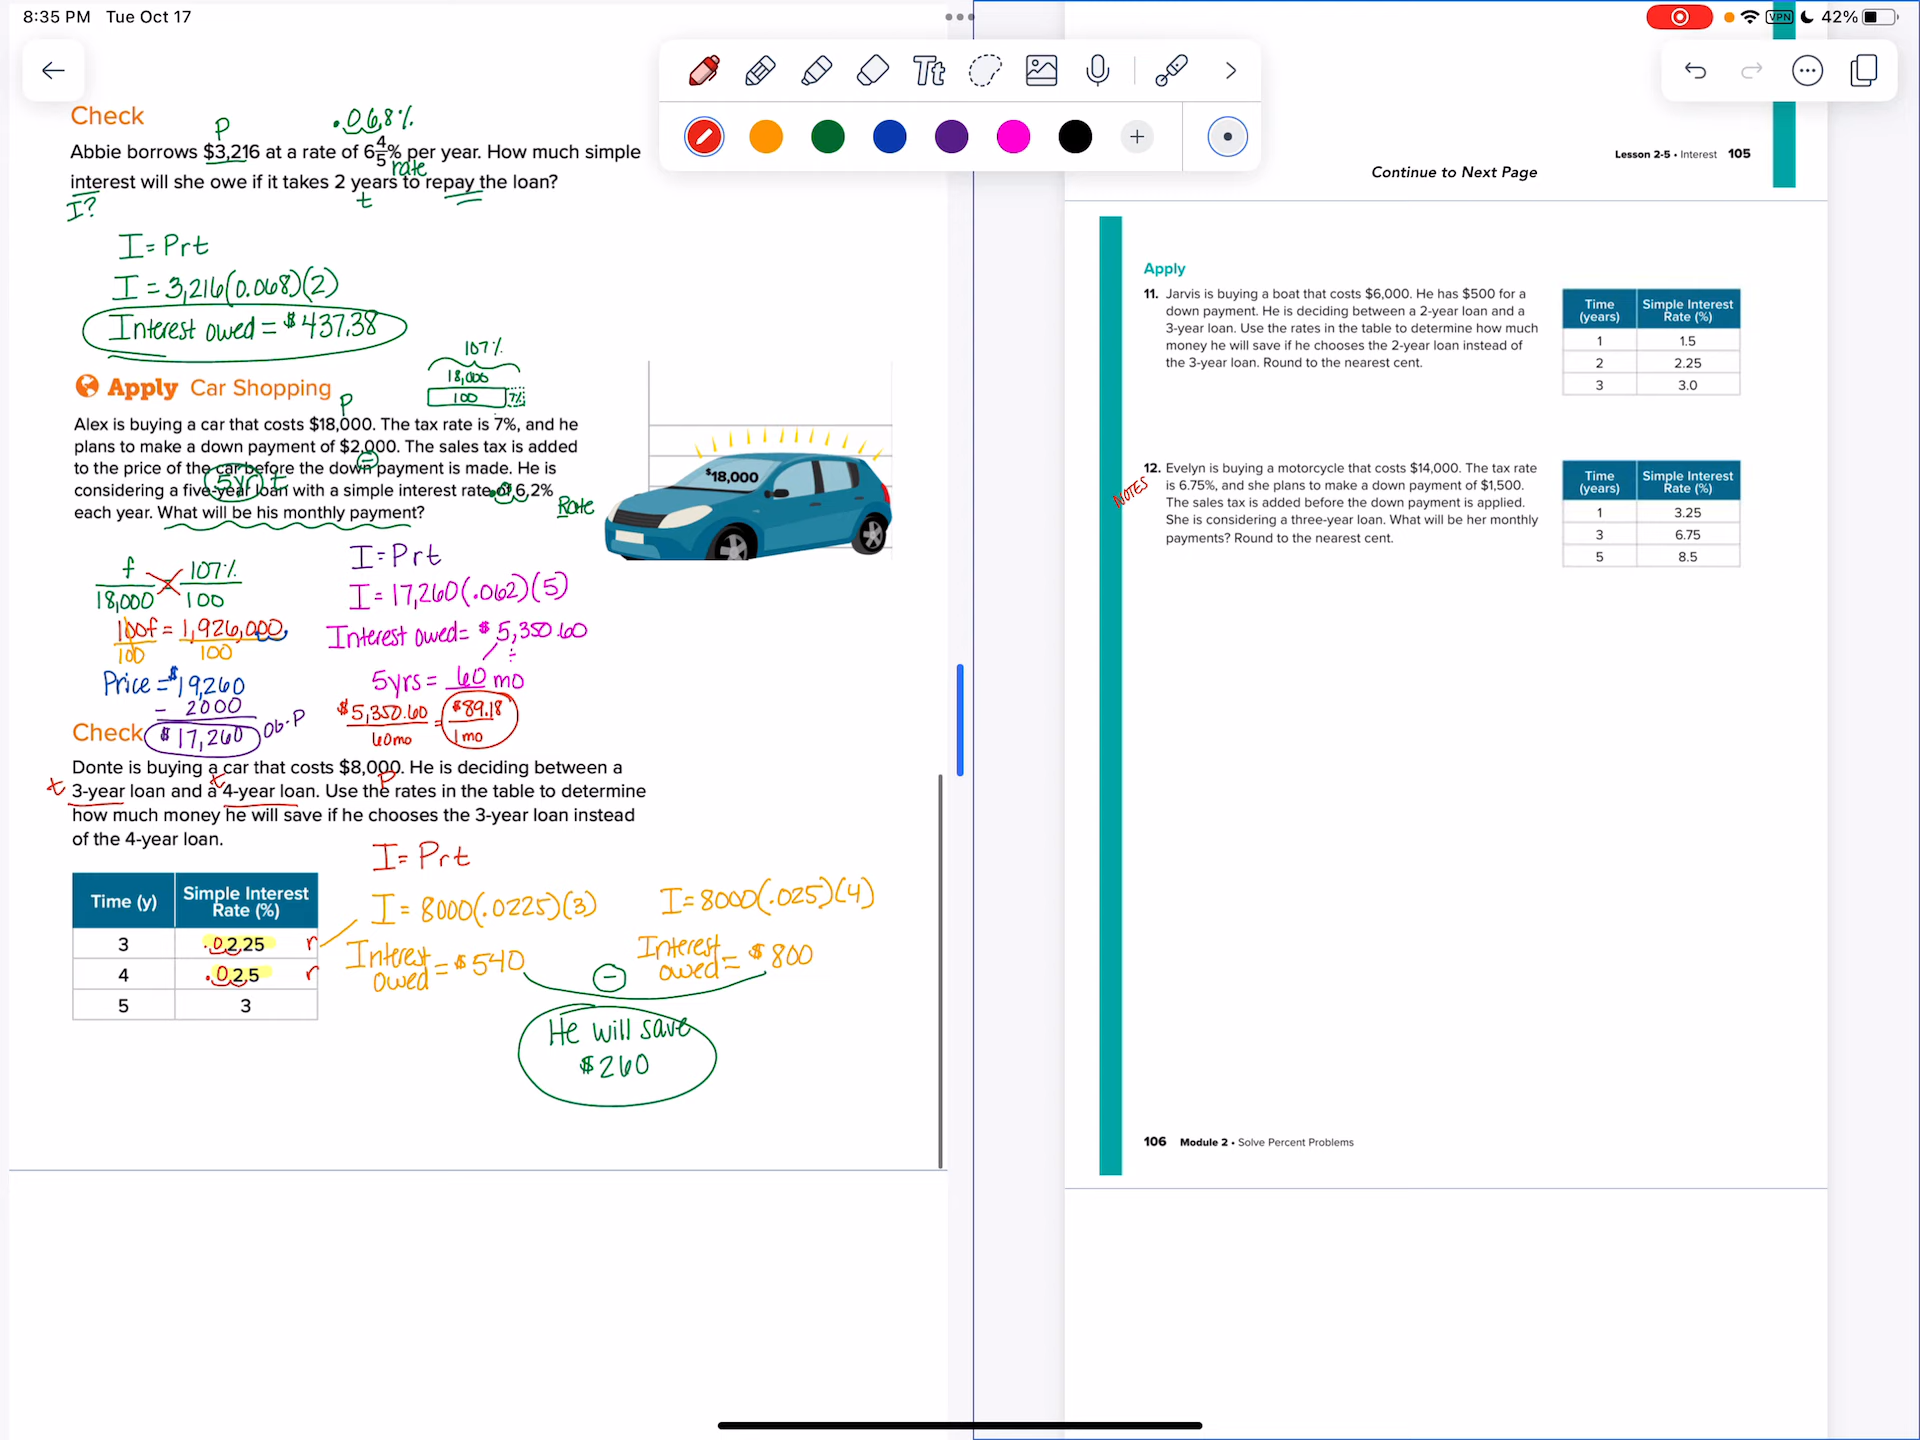 8:35 PM Tue Oct 17
VPN 42%
Tt
Check
P
.068%
Abbie borrows $3,216 at a rate of 6 4/5% per year. How much simple
rate
interest will she owe if it takes 2 years to repay the loan?
I?
t
I = Prt
I = 3,216(0.068)(2)
Interest owed = $437.38
107%
18,000
100 7%
Apply Car Shopping
P
Alex is buying a car that costs $18,000. The tax rate is 7%, and he
plans to make a down payment of $2,000. The sales tax is added
to the price of the car before the down payment is made. He is
5yr t
considering a five-year loan with a simple interest rate of 6.2%
each year. What will be his monthly payment?
Rate
$18,000
f/18,000 = 107%/100
100f = 1,926,000
100 100
Price = $19,260
- 2000
$17,260 Ob.P
I = Prt
I = 17,260(.062)(5)
Interest owed = $5,350.60
÷
5yrs = 60 mo
$5,350.60/60mo = $89.18/1mo
Check
Donte is buying a car that costs $8,000. He is deciding between a
t t P
3-year loan and a 4-year loan. Use the rates in the table to determine
how much money he will save if he chooses the 3-year loan instead
of the 4-year loan.
Time (y) Simple Interest Rate (%)
3 .02.25 r
4 .02.5 r
5 3
I = Prt
I = 8000(.0225)(3)
Interest owed = $540
I = 8000(.025)(4)
Interest owed = $800
−
He will save
$260
Lesson 2-5 • Interest 105
Continue to Next Page
Apply
11. Jarvis is buying a boat that costs $6,000. He has $500 for a
down payment. He is deciding between a 2-year loan and a
3-year loan. Use the rates in the table to determine how much
money he will save if he chooses the 2-year loan instead of
the 3-year loan. Round to the nearest cent.
Time (years) Simple Interest Rate (%)
1 1.5
2 2.25
3 3.0
NOTES
12. Evelyn is buying a motorcycle that costs $14,000. The tax rate
is 6.75%, and she plans to make a down payment of $1,500.
The sales tax is added before the down payment is applied.
She is considering a three-year loan. What will be her monthly
payments? Round to the nearest cent.
Time (years) Simple Interest Rate (%)
1 3.25
3 6.75
5 8.5
106 Module 2 • Solve Percent Problems